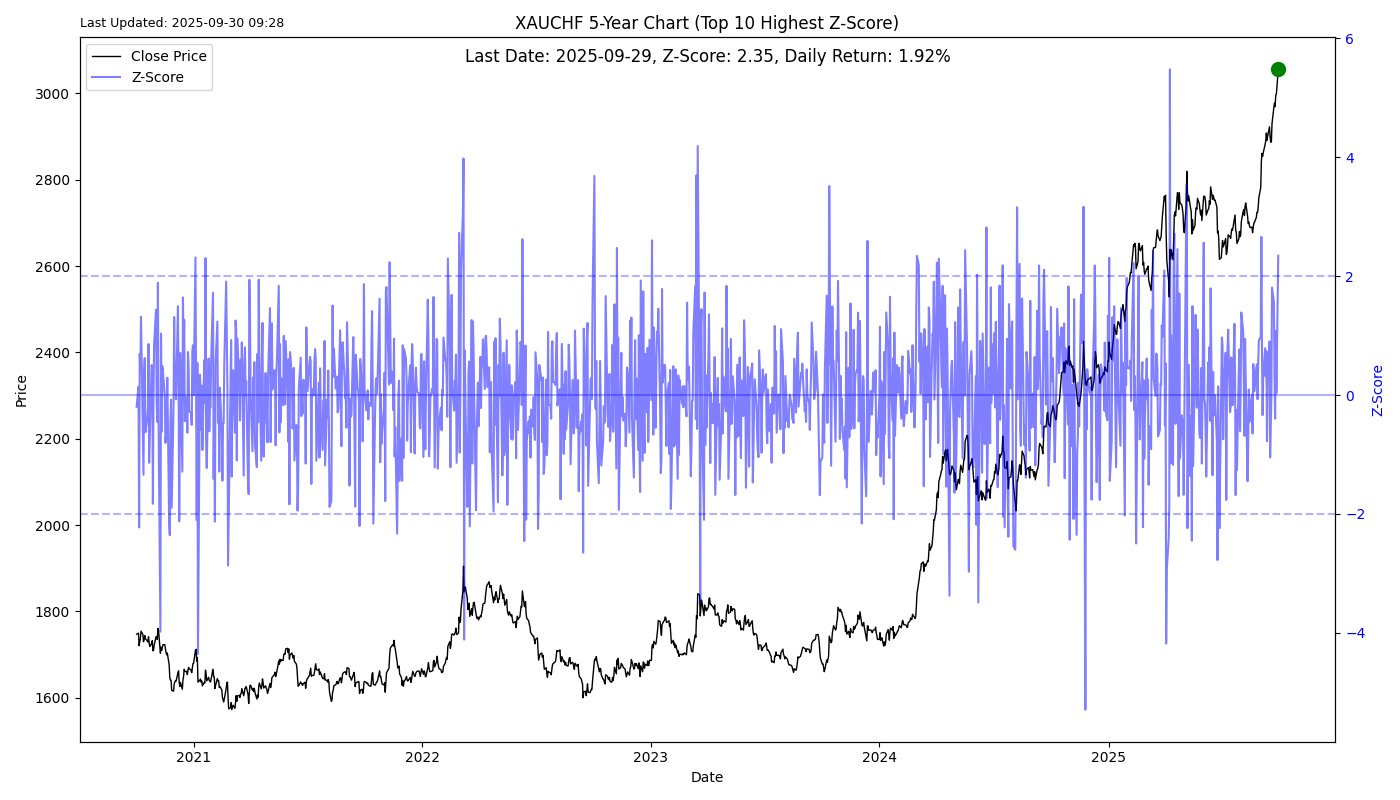 Last Updated: 2025-09-30 09:28
XAUCHF 5-Year Chart (Top 10 Highest Z-Score)
Last Date: 2025-09-29, Z-Score: 2.35, Daily Return: 1.92%
Close Price
Z-Score
Price
3000
2800
2600
2400
2200
2000
1800
1600
6
4
2
0
−2
−4
Z-Score
2021
2022
2023
2024
2025
Date